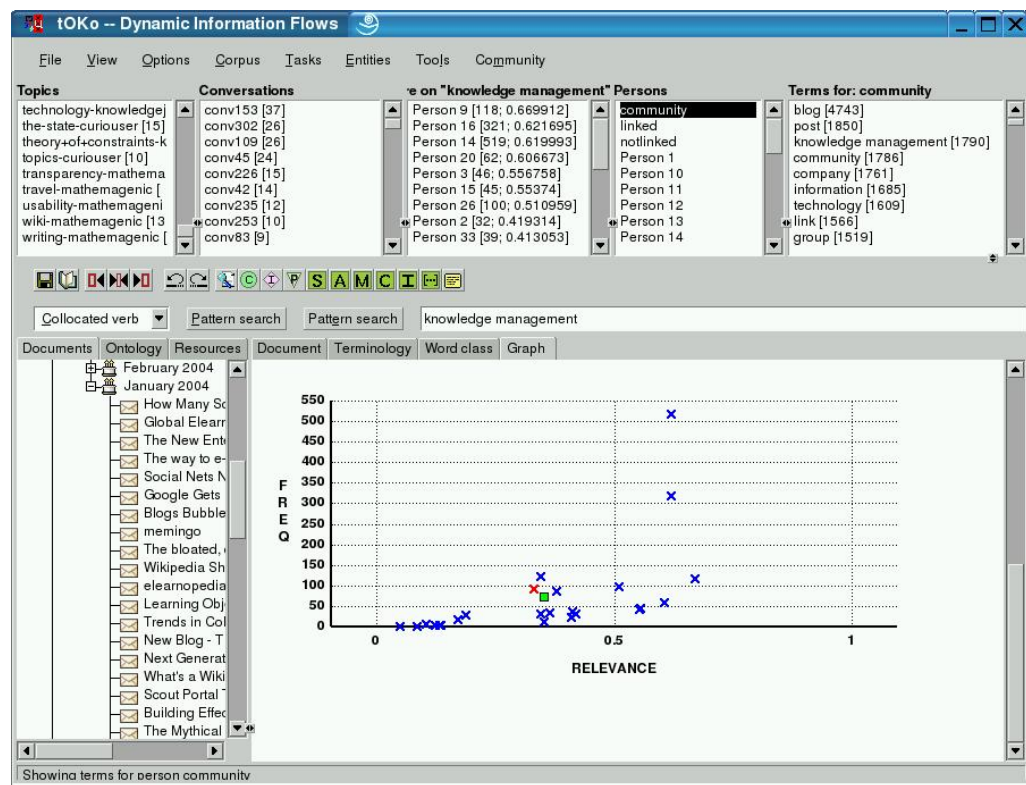 tOKo -- Dynamic Information Flows
File View Options Corpus Tasks Entities Tools Community
Topics
technology-knowledgej
the-state-curiouser [15]
theory+of+constraints-k
topics-curiouser [10]
transparency-mathema
travel-mathemagenic [
usability-mathemageni
wiki-mathemagenic [13
writing-mathemagenic [
Conversations
conv153 [37]
conv302 [26]
conv109 [26]
conv45 [24]
conv226 [15]
conv42 [14]
conv235 [12]
conv253 [10]
conv83 [9]
e on "knowledge management"
Person 9 [118; 0.669912]
Person 16 [321; 0.621695]
Person 14 [519; 0.619993]
Person 20 [62; 0.606673]
Person 3 [46; 0.556758]
Person 15 [45; 0.55374]
Person 26 [100; 0.510959]
Person 2 [32; 0.419314]
Person 33 [39; 0.413053]
Persons
community
linked
notlinked
Person 1
Person 10
Person 11
Person 12
Person 13
Person 14
Terms for: community
blog [4743]
post [1850]
knowledge management [1790]
community [1786]
company [1761]
information [1685]
technology [1609]
link [1566]
group [1519]
C I P S A M C I
Collocated verb Pattern search Pattern search knowledge management
Documents Ontology Resources Document Terminology Word class Graph
February 2004
January 2004
How Many Sc
Global Elearr
The New Ent
The way to e-
Social Nets N
Google Gets
Blogs Bubble
memingo
The bloated,
Wikipedia Sh
elearnopedia
Learning Obj
Trends in Col
New Blog - T
Next Generat
What's a Wiki
Scout Portal
Building Effec
The Mythical
550
500
450
400
350
300
250
200
150
100
50
0
FREQ
0 0.5 1
RELEVANCE
Showing terms for person community